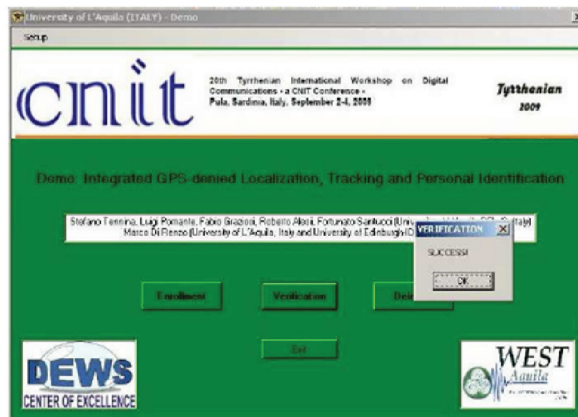 University of L'Aquila (ITALY) - Demo
Setup
cnit
20th Tyrrhenian International Workshop on Digital
Communications - a CNIT Conference -
Pula, Sardinia, Italy, September 2-4, 2009
Tyrrhenian
2009
Demo: Integrated GPS-denied Localization, Tracking and Personal Identification
Stefano Tennina, Luigi Pomante, Fabio Graziosi, Roberto Alesii, Fortunato Santucci
Marco Di Renzo (University of L'Aquila, Italy and University of Edinburgh
VERIFICATION
SUCCESS!
OK
Enrollment
Verification
Exit
DEWS
CENTER OF EXCELLENCE
WEST
Aquila